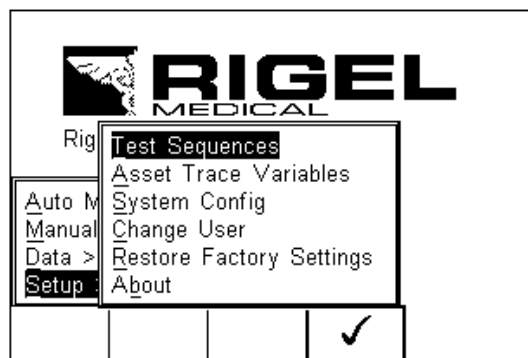 RIGEL
MEDICAL
Rig
Test Sequences
Asset Trace Variables
Auto M
System Config
Manual
Change User
Data >
Restore Factory Settings
Setup
About